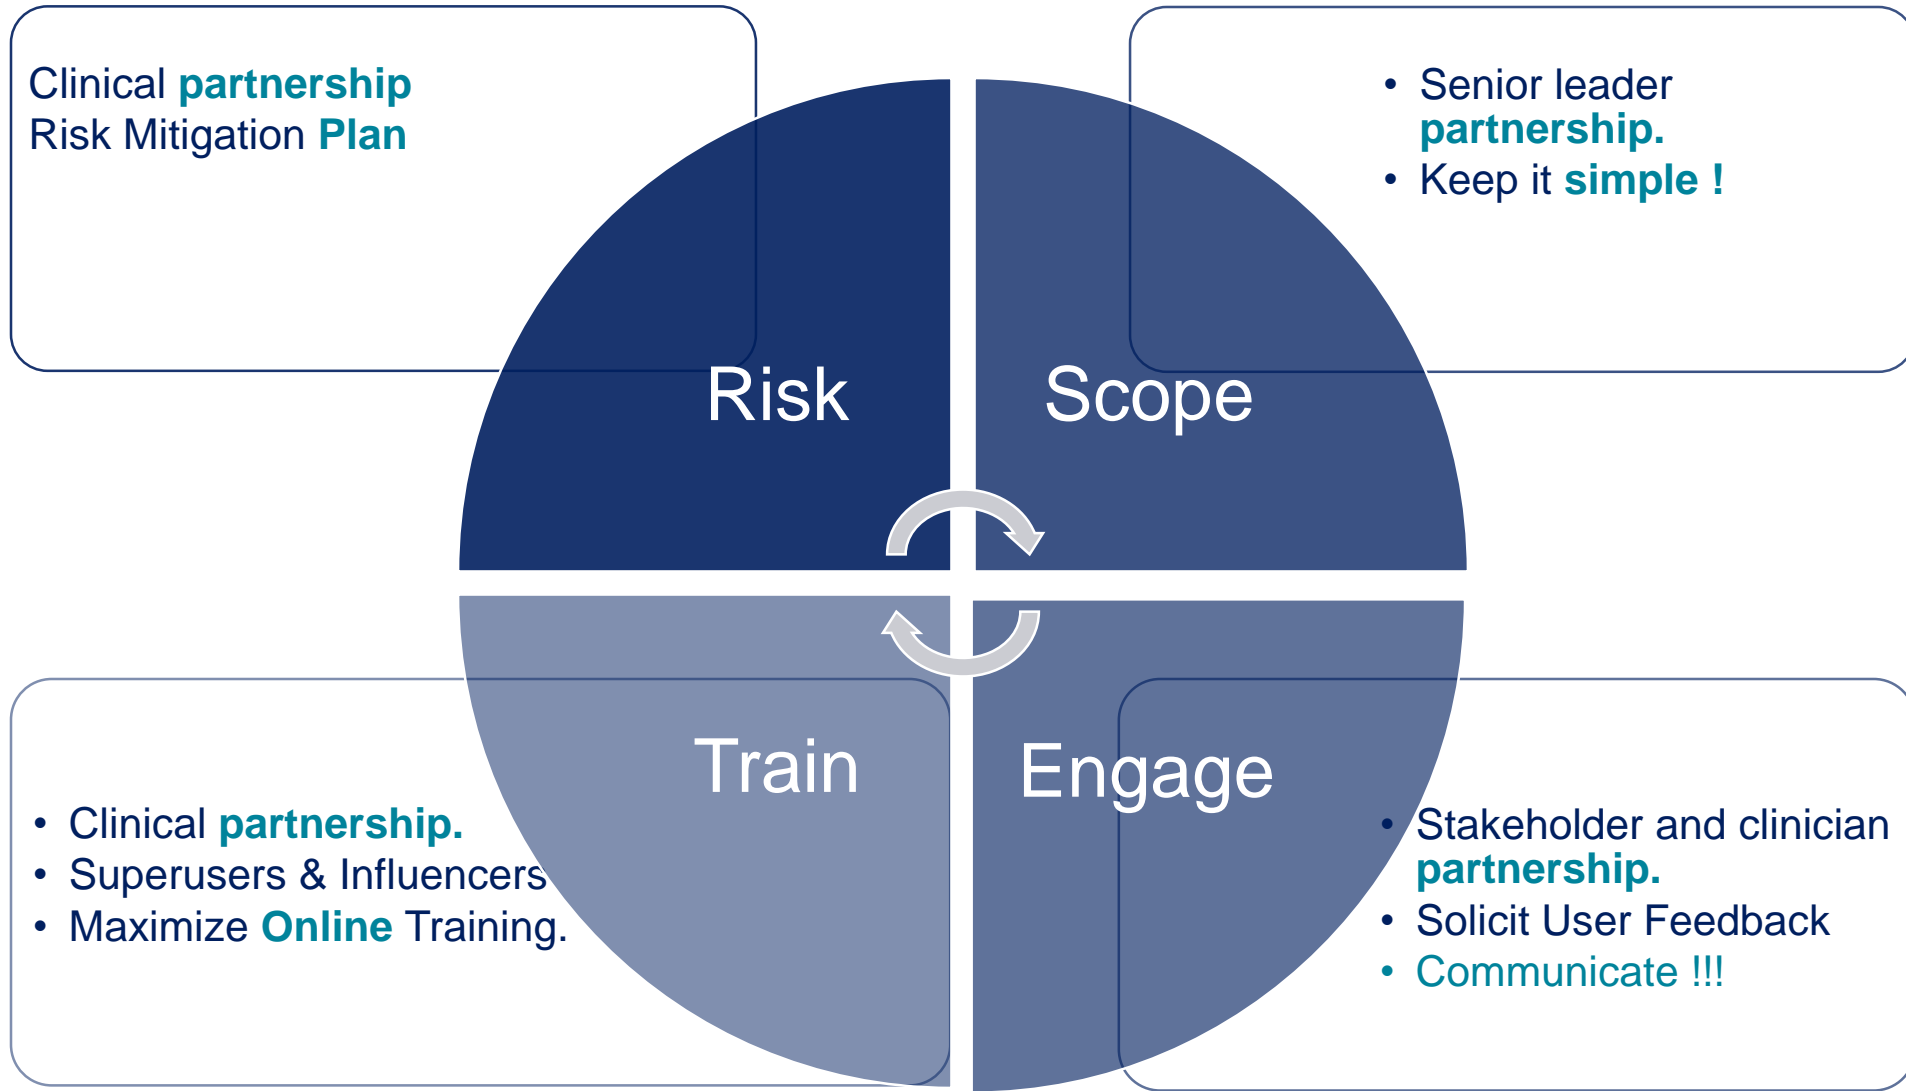 Clinical partnership
Risk Mitigation Plan
• Senior leader
partnership.
• Keep it simple !
Risk
Scope
Train
Engage
• Clinical partnership.
• Superusers & Influencers
• Maximize Online Training.
• Stakeholder and clinician
partnership.
• Solicit User Feedback
• Communicate !!!